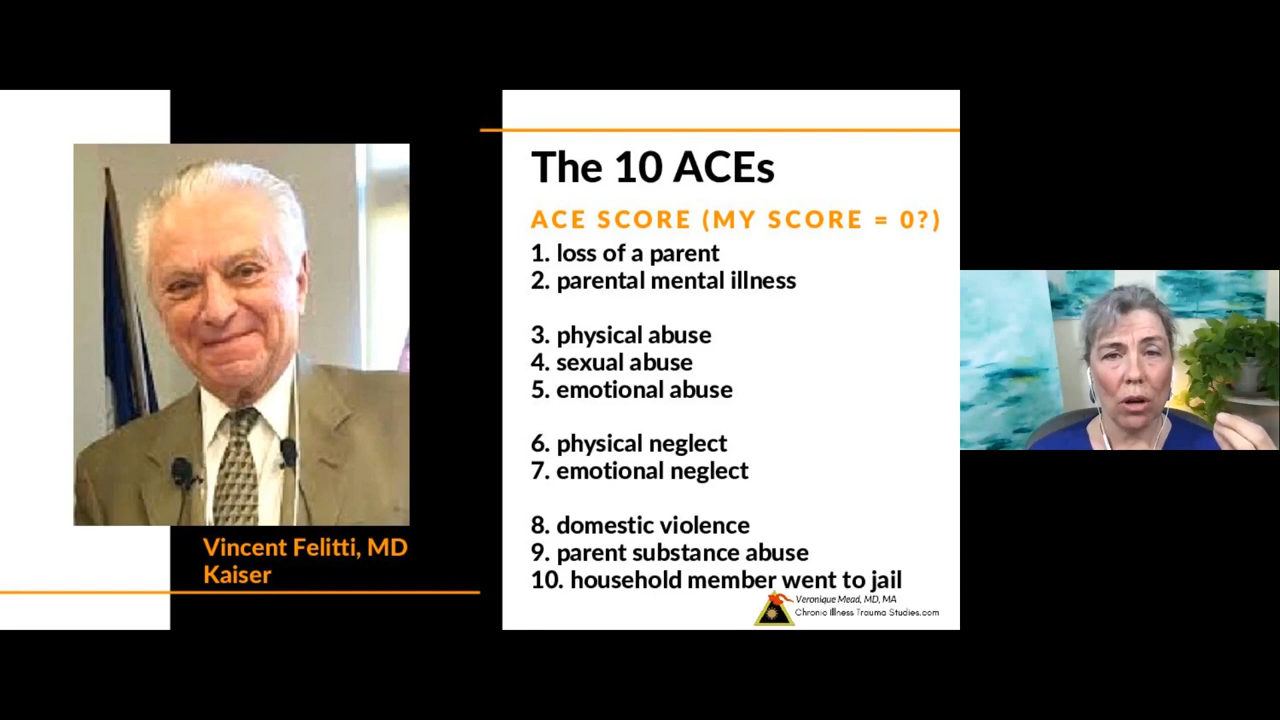 Vincent Felitti, MD
Kaiser
The 10 ACEs
ACE SCORE (MY SCORE = 0?)
1. loss of a parent
2. parental mental illness
3. physical abuse
4. sexual abuse
5. emotional abuse
6. physical neglect
7. emotional neglect
8. domestic violence
9. parent substance abuse
10. household member went to jail
Veronique Mead, MD, MA
Chronic Illness Trauma Studies.com